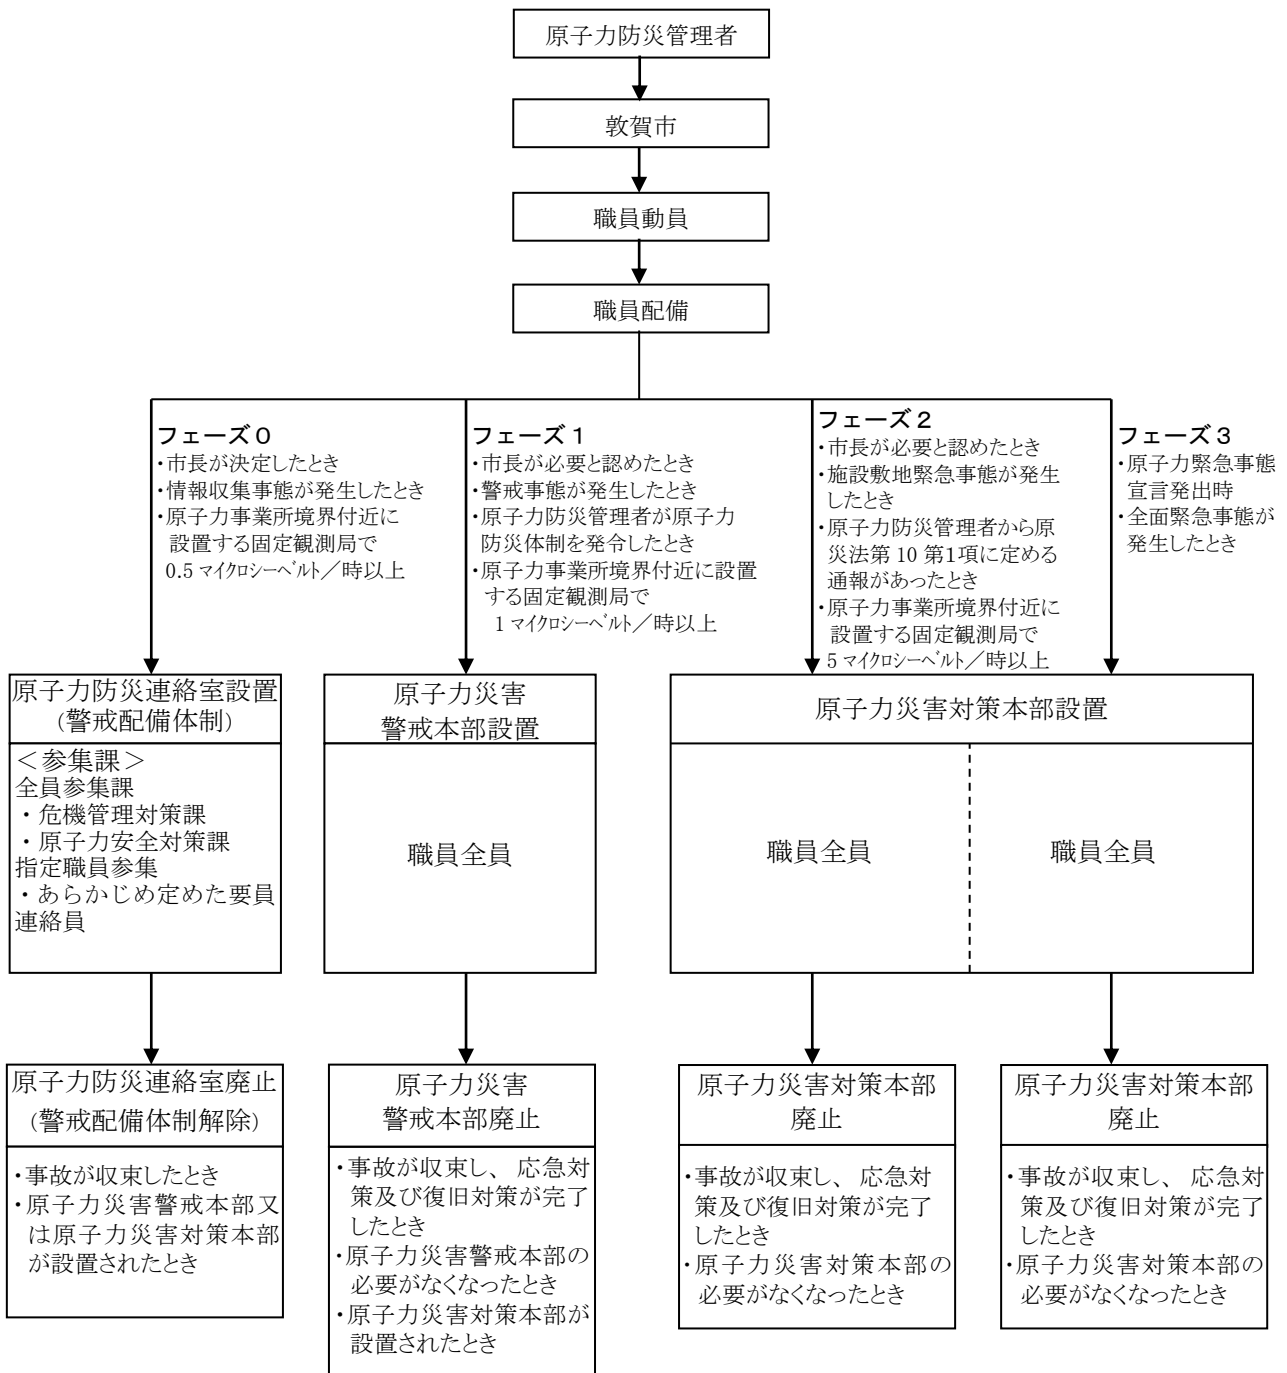 原子力防災管理者
敦賀市
職員動員
職員配備
フェーズ０
・市長が決定したとき
・情報収集事態が発生したとき
・原子力事業所境界付近に
設置する固定観測局で
0.5 マイクロシーベルト／時以上
フェーズ１
・市長が必要と認めたとき
・警戒事態が発生したとき
・原子力防災管理者が原子力
防災体制を発令したとき
・原子力事業所境界付近に設置
する固定観測局で
1 マイクロシーベルト／時以上
フェーズ２
・市長が必要と認めたとき
・施設敷地緊急事態が発生
したとき
・原子力防災管理者から原
災法第 10 第1項に定める
通報があったとき
・原子力事業所境界付近に
設置する固定観測局で
5 マイクロシーベルト／時以上
フェーズ３
・原子力緊急事態
宣言発出時
・全面緊急事態が
発生したとき
原子力防災連絡室設置
(警戒配備体制)
＜参集課＞
全員参集課
・危機管理対策課
・原子力安全対策課
指定職員参集
・あらかじめ定めた要員
連絡員
原子力災害
警戒本部設置
職員全員
原子力災害対策本部設置
職員全員
職員全員
原子力防災連絡室廃止
(警戒配備体制解除)
・事故が収束したとき
・原子力災害警戒本部又
は原子力災害対策本部
が設置されたとき
原子力災害
警戒本部廃止
・事故が収束し、応急対
策及び復旧対策が完了
したとき
・原子力災害警戒本部の
必要がなくなったとき
・原子力災害対策本部が
設置されたとき
原子力災害対策本部
廃止
・事故が収束し、応急対
策及び復旧対策が完了
したとき
・原子力災害対策本部の
必要がなくなったとき
原子力災害対策本部
廃止
・事故が収束し、応急対
策及び復旧対策が完了
したとき
・原子力災害対策本部の
必要がなくなったとき